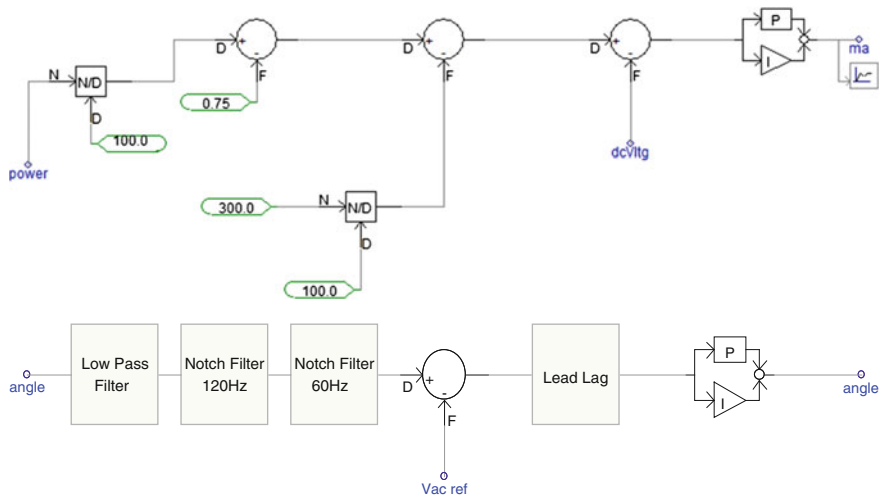 P
D + - F
D + - F
D + - F
I
ma
N N/D
D
0.75
100.0
power
dcVltg
300.0 N N/D
D
100.0
Low Pass Filter
Notch Filter 120Hz
Notch Filter 60Hz
D + - F
Lead Lag
P
I
angle
angle
Vac ref